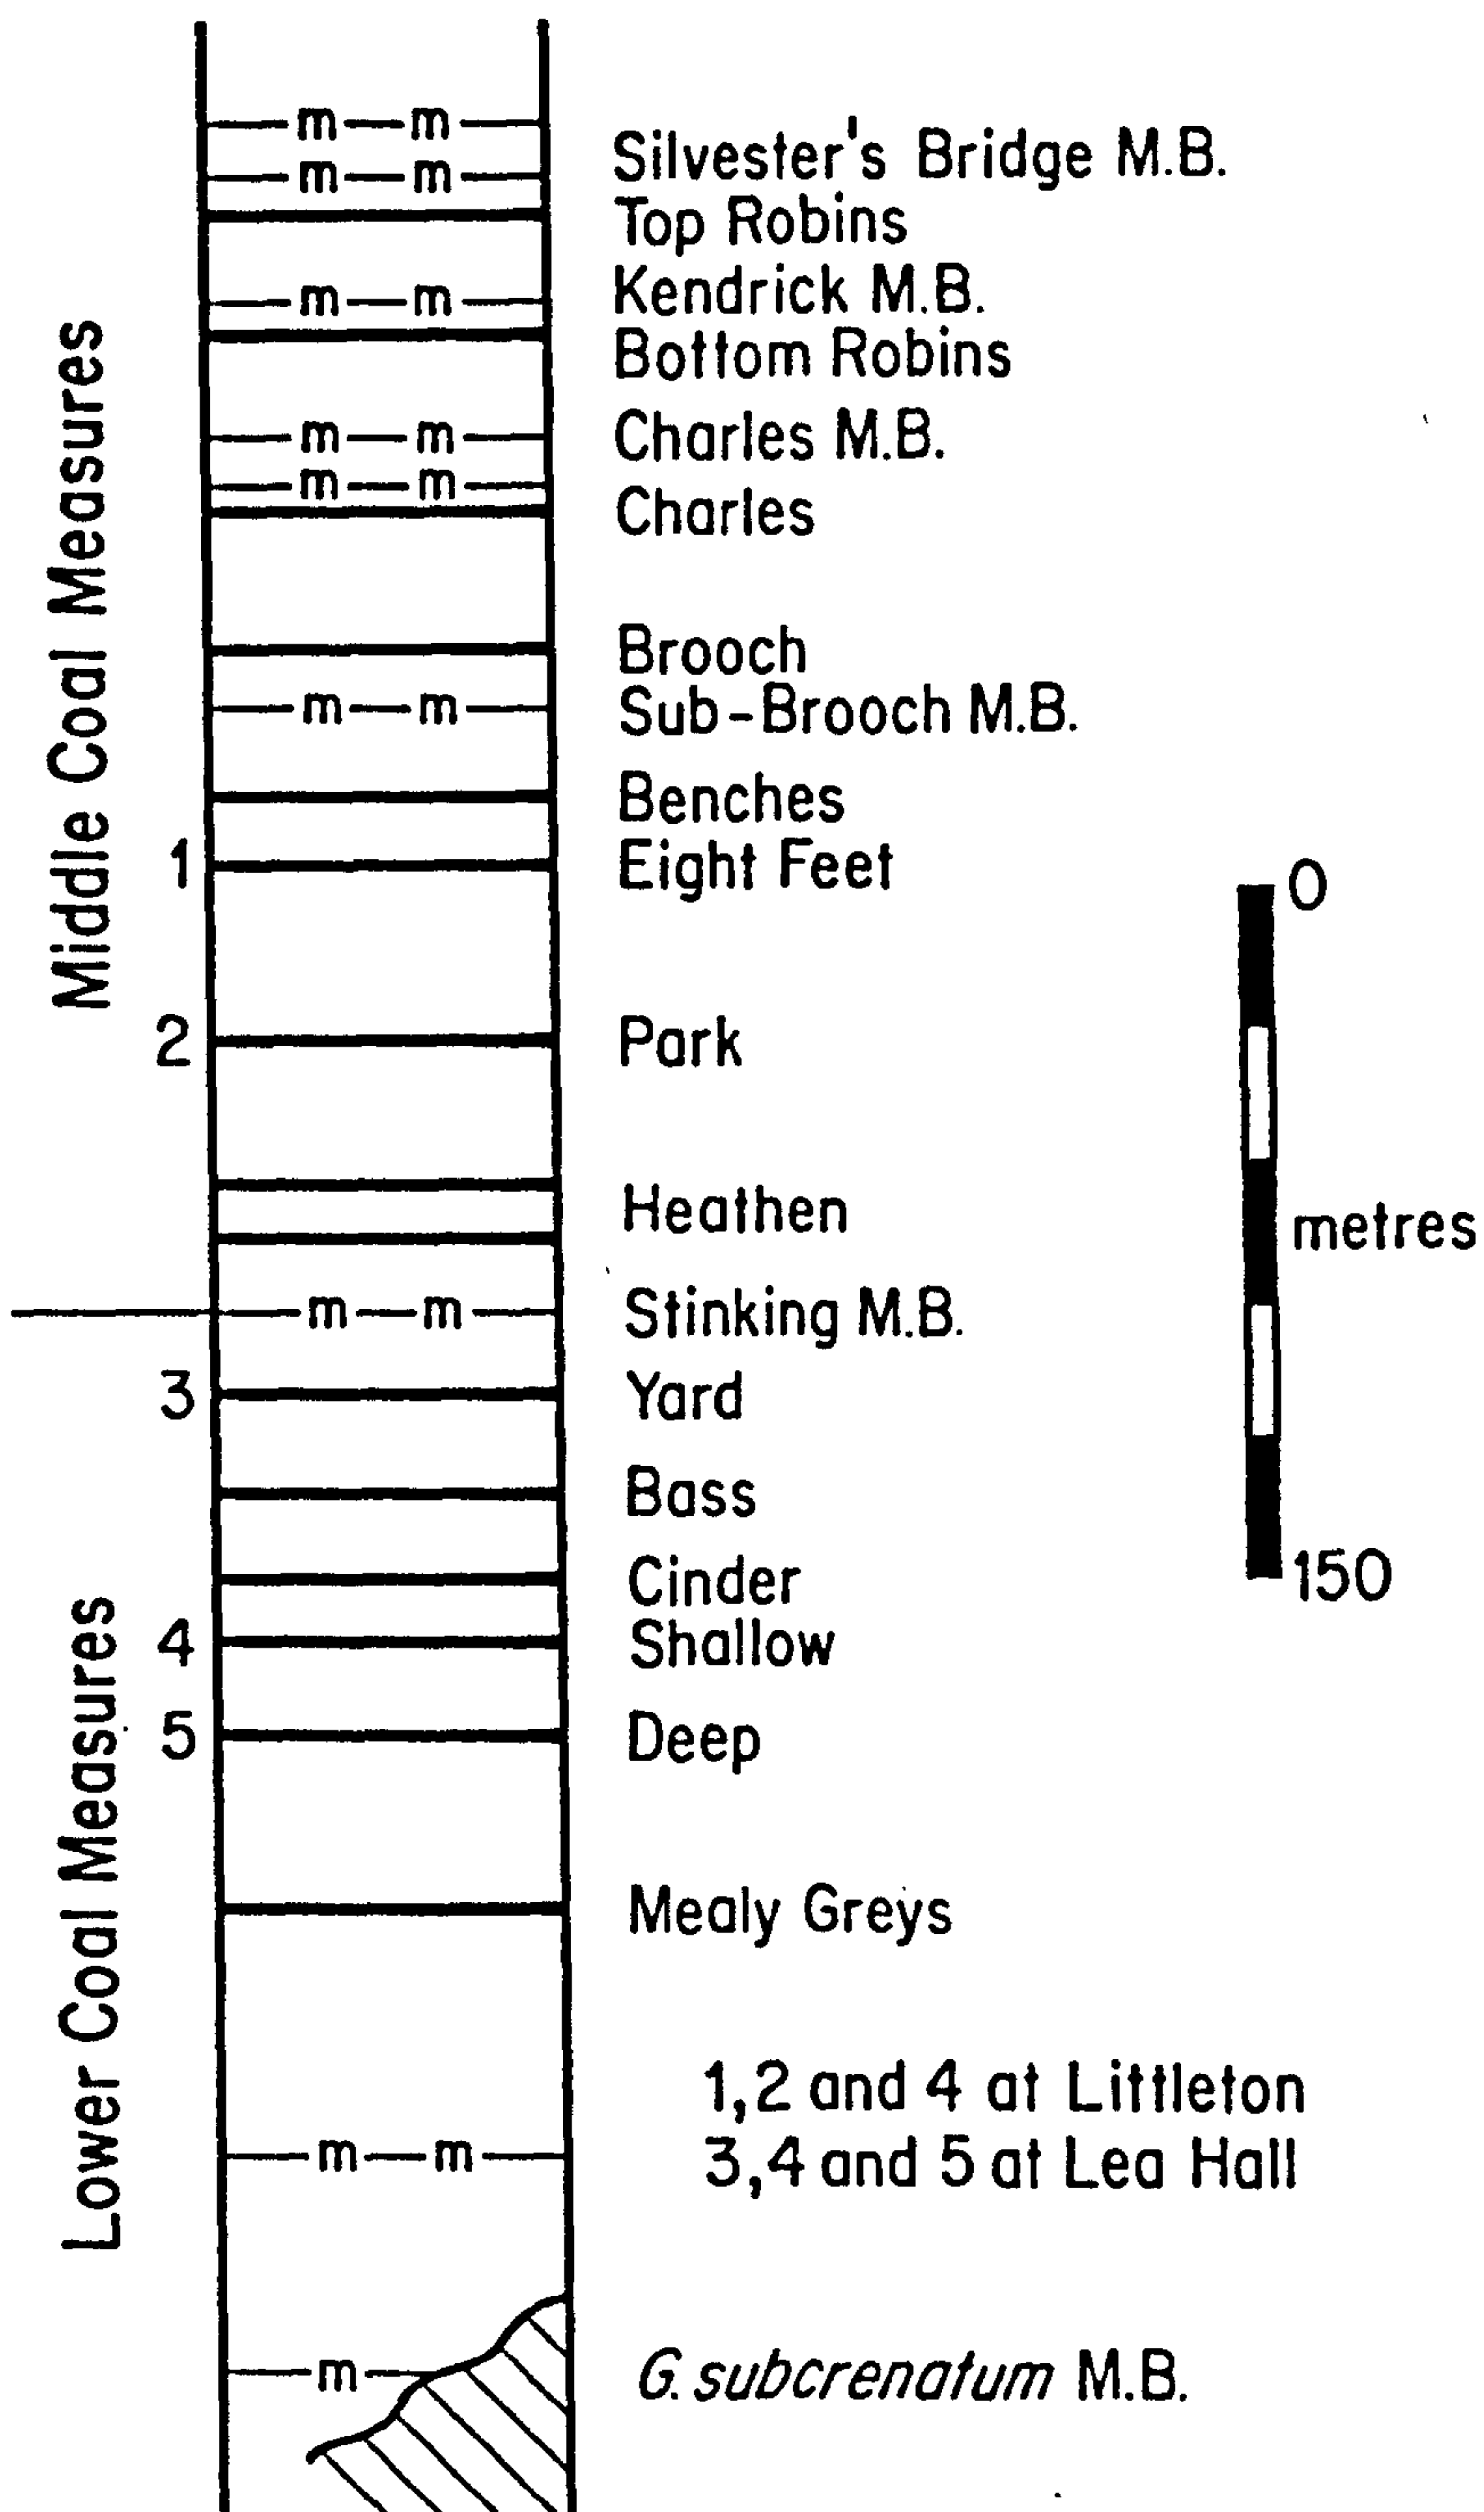 m m
m m
Silvester's Bridge M.B.
Top Robins
m m
Kendrick M.B.
Bottom Robins
m m
Charles M.B.
m m
Charles
Brooch
m m
Sub-Brooch M.B.
Benches
1
Eight Feet
2
Park
Heathen
m m
Stinking M.B.
3
Yard
Bass
Cinder
4
Shallow
5
Deep
Mealy Greys
m m
m
G. subcrenatum M.B.
Middle Coal Measures
Lower Coal Measures
0
metres
150
1,2 and 4 at Littleton
3,4 and 5 at Lea Hall